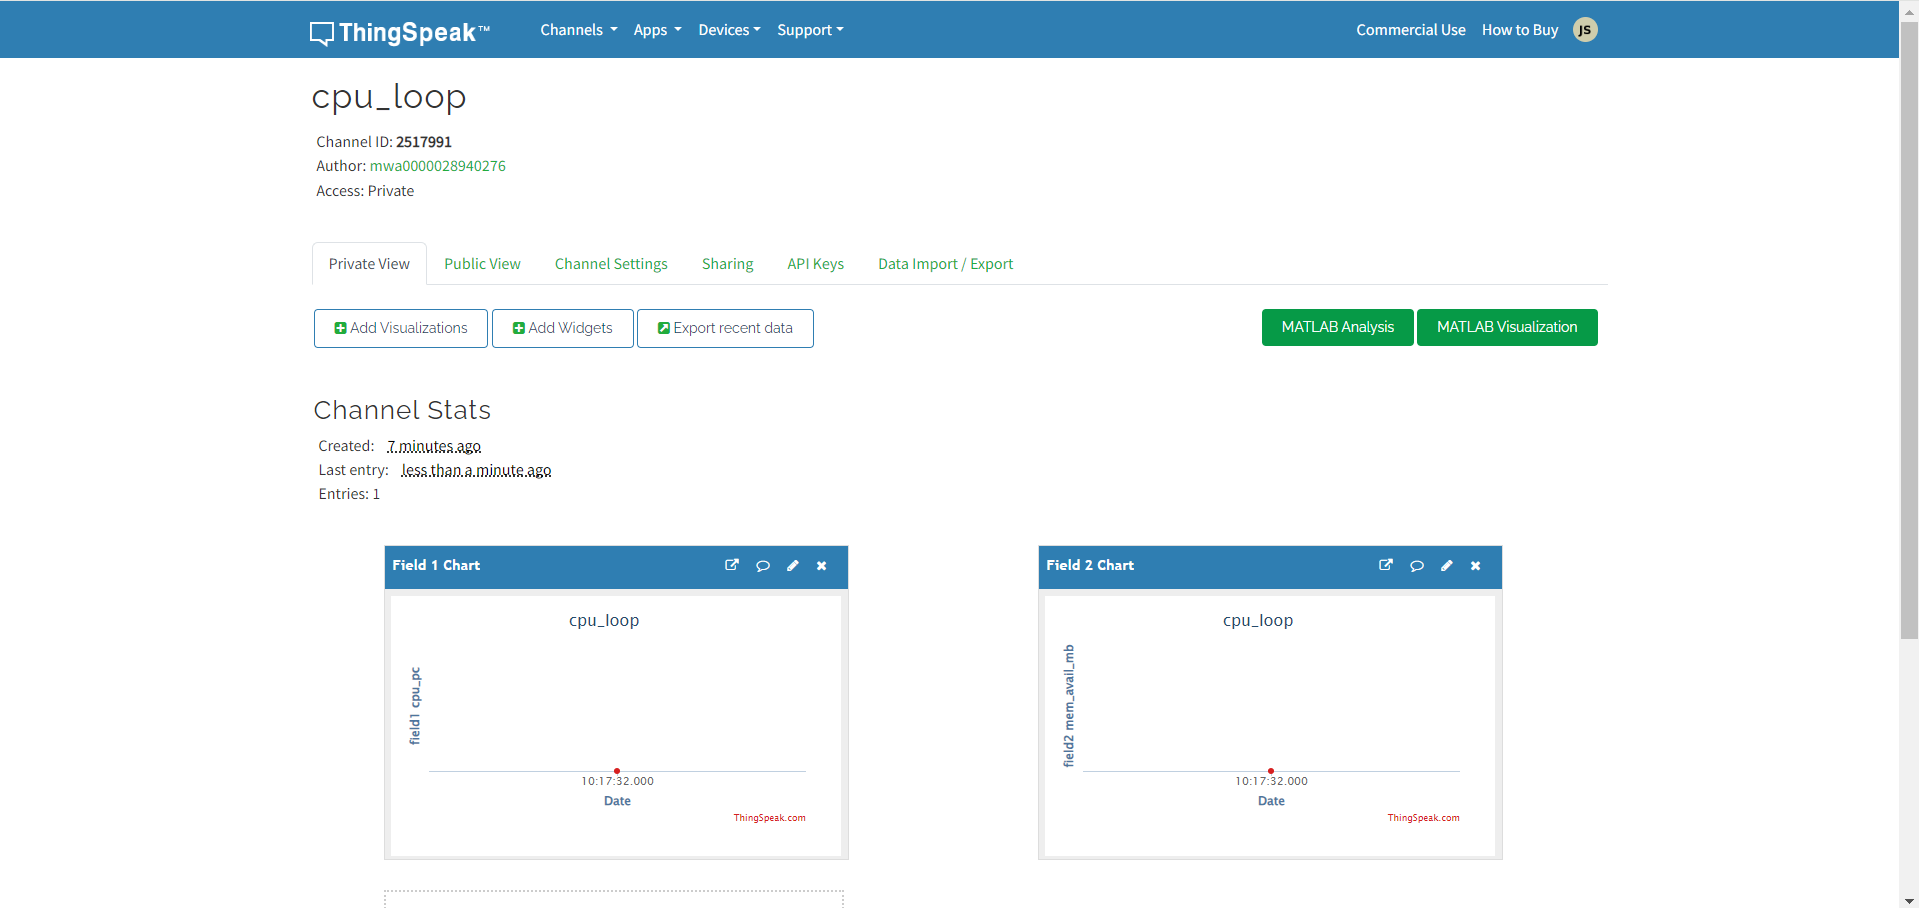 ThingSpeak™ Channels Apps Devices Support Commercial Use How to Buy JS
cpu_loop
Channel ID: 2517991
Author: mwa0000028940276
Access: Private
Private View Public View Channel Settings Sharing API Keys Data Import / Export
Add Visualizations Add Widgets Export recent data MATLAB Analysis MATLAB Visualization
Channel Stats
Created: 7 minutes ago
Last entry: less than a minute ago
Entries: 1
Field 1 Chart
cpu_loop
field1 cpu_pc
10:17:32.000
Date
ThingSpeak.com
Field 2 Chart
cpu_loop
field2 mem_avail_mb
10:17:32.000
Date
ThingSpeak.com